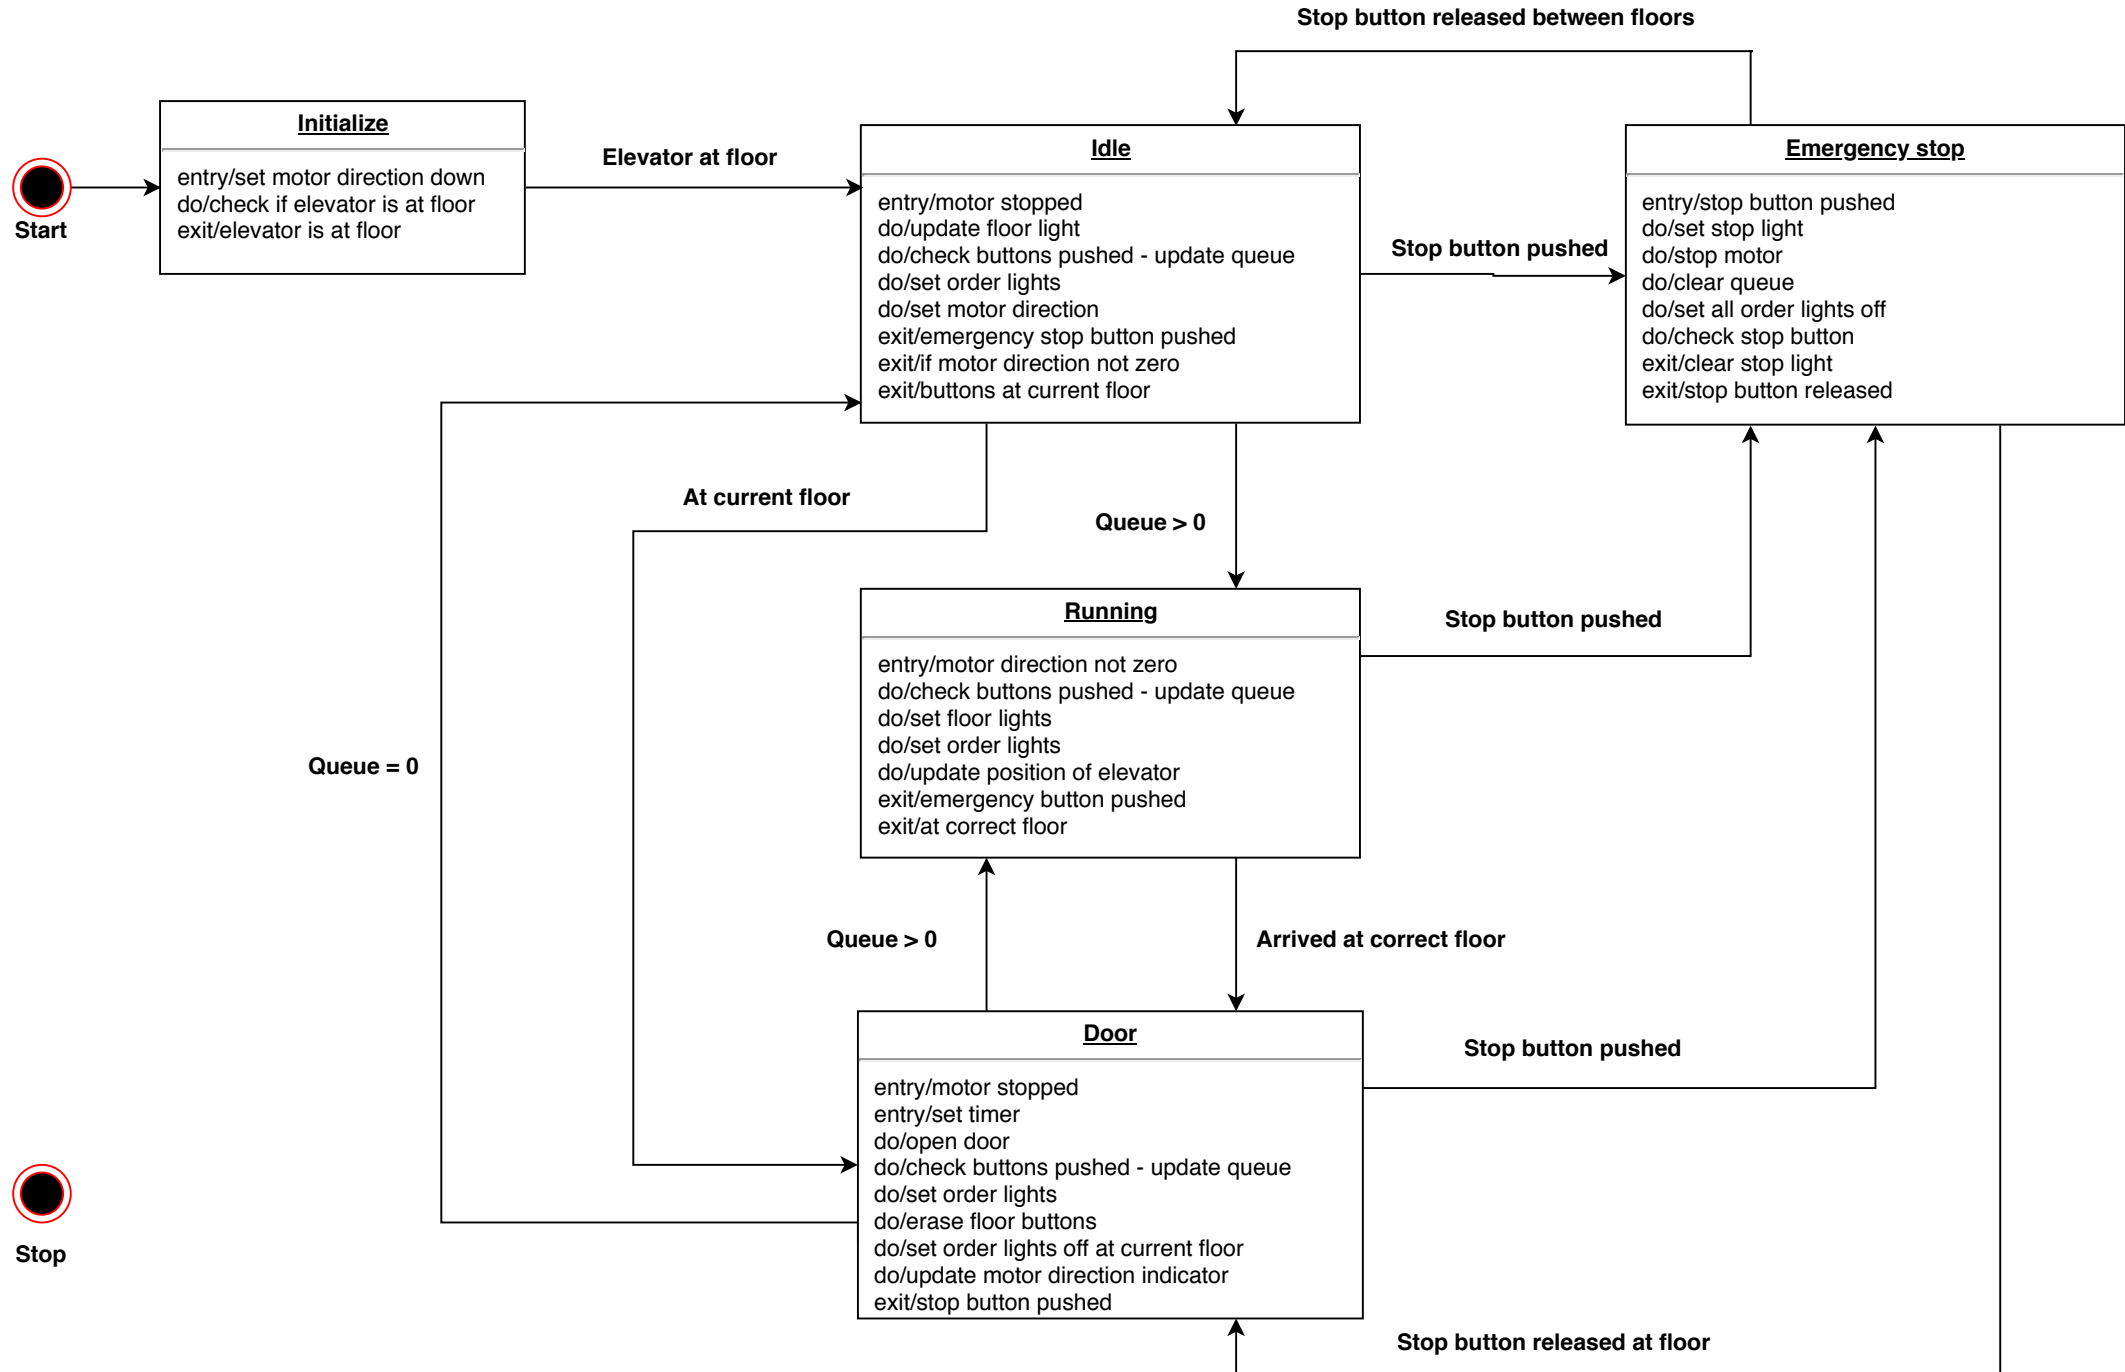 Stop button released between floors
Initialize
entry/set motor direction down
do/check if elevator is at floor
exit/elevator is at floor
Start
Elevator at floor
Idle
entry/motor stopped
do/update floor light
do/check buttons pushed - update queue
do/set order lights
do/set motor direction
exit/emergency stop button pushed
exit/if motor direction not zero
exit/buttons at current floor
Stop button pushed
Emergency stop
entry/stop button pushed
do/set stop light
do/stop motor
do/clear queue
do/set all order lights off
do/check stop button
exit/clear stop light
exit/stop button released
At current floor
Queue > 0
Running
entry/motor direction not zero
do/check buttons pushed - update queue
do/set floor lights
do/set order lights
do/update position of elevator
exit/emergency button pushed
exit/at correct floor
Stop button pushed
Queue = 0
Queue > 0
Arrived at correct floor
Door
entry/motor stopped
entry/set timer
do/open door
do/check buttons pushed - update queue
do/set order lights
do/erase floor buttons
do/set order lights off at current floor
do/update motor direction indicator
exit/stop button pushed
Stop button pushed
Stop
Stop button released at floor